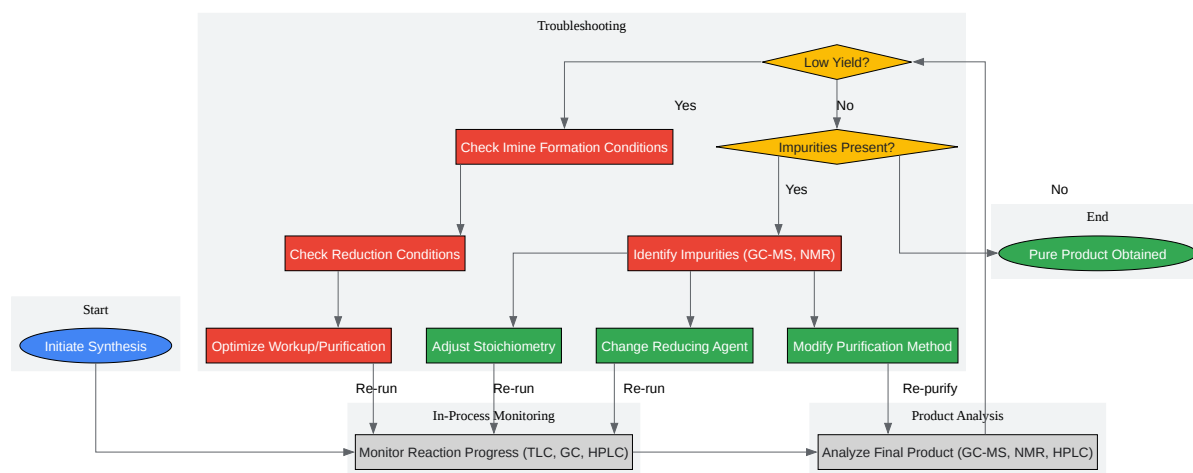 Troubleshooting
Low Yield?
Yes
No
Check Imine Formation Conditions
Impurities Present?
Yes
No
End
Check Reduction Conditions
Identify Impurities (GC-MS, NMR)
Pure Product Obtained
Start
Initiate Synthesis
Optimize Workup/Purification
Adjust Stoichiometry
Change Reducing Agent
Modify Purification Method
Re-run
Re-run
Re-run
Re-purify
In-Process Monitoring
Product Analysis
Monitor Reaction Progress (TLC, GC, HPLC)
Analyze Final Product (GC-MS, NMR, HPLC)